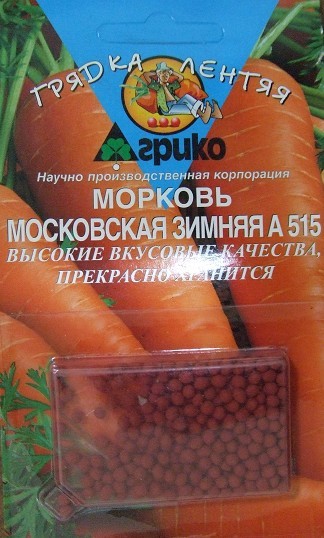 ГРЯДКА ЛЕНТЯЯ
Агрико
Научно производственная корпорация
МОРКОВЬ
МОСКОВСКАЯ ЗИМНЯЯ А 515
ВЫСОКИЕ ВКУСОВЫЕ КАЧЕСТВА,
ПРЕКРАСНО ХРАНИТСЯ